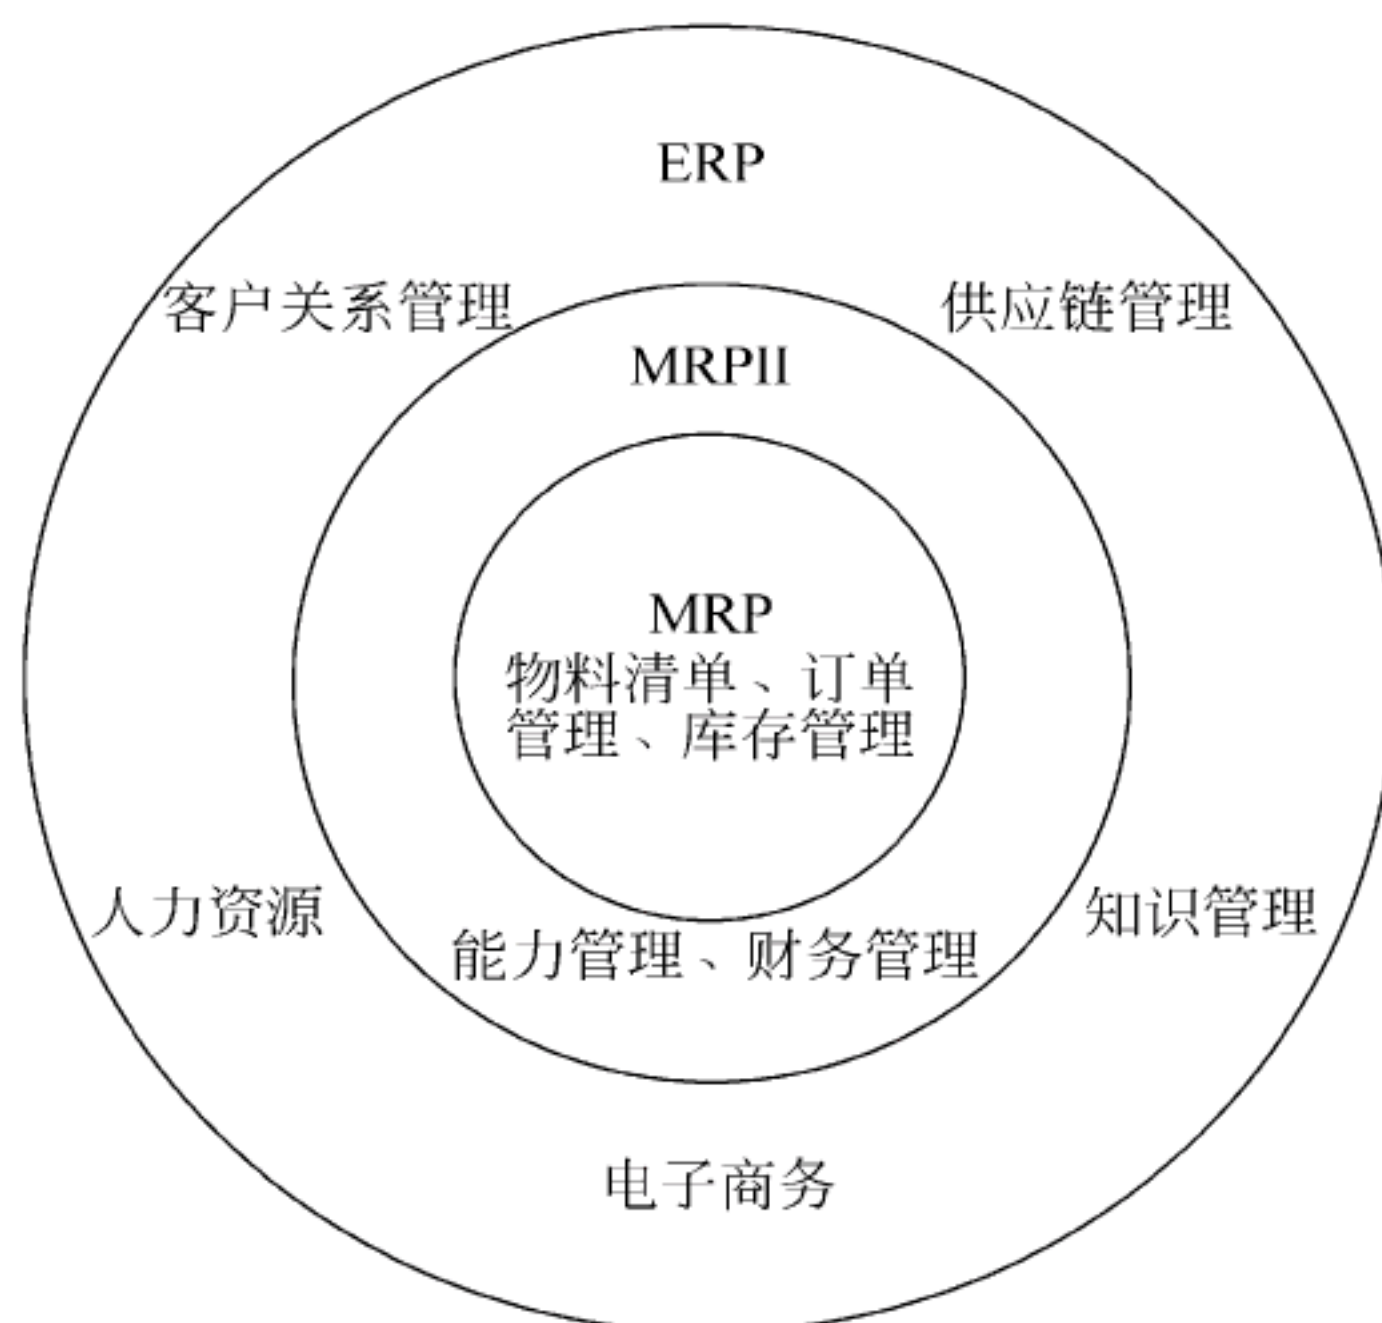 ERP
客户关系管理
供应链管理
MRPII
MRP
物料清单、订单
管理、库存管理
人力资源
知识管理
能力管理、财务管理
电子商务